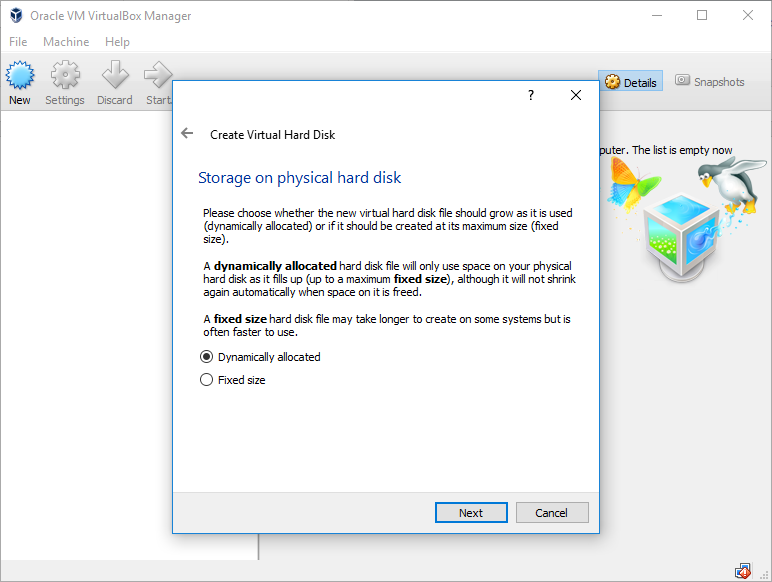 Oracle VM VirtualBox Manager
File Machine Help
New Settings Discard Start
Details Snapshots
puter. The list is empty now
?
Create Virtual Hard Disk
Storage on physical hard disk
Please choose whether the new virtual hard disk file should grow as it is used
(dynamically allocated) or if it should be created at its maximum size (fixed
size).
A dynamically allocated hard disk file will only use space on your physical
hard disk as it fills up (up to a maximum fixed size), although it will not shrink
again automatically when space on it is freed.
A fixed size hard disk file may take longer to create on some systems but is
often faster to use.
Dynamically allocated
Fixed size
Next Cancel